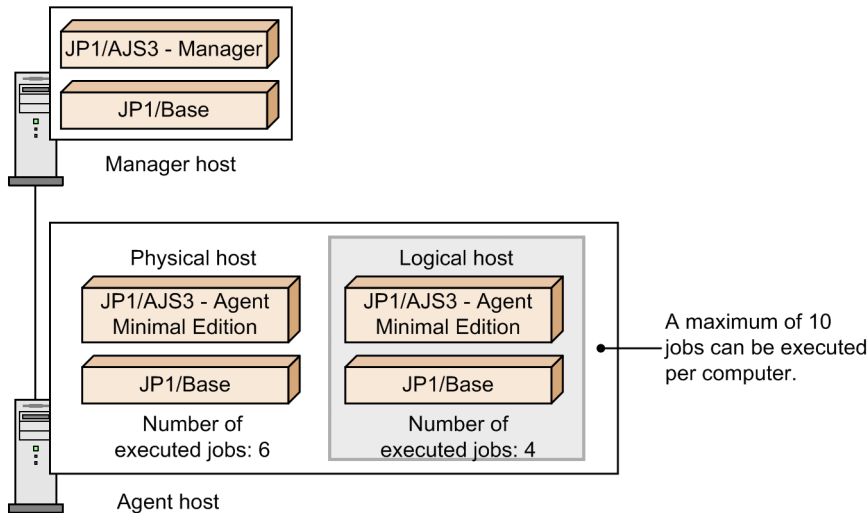 JP1/AJS3 - Manager
JP1/Base
Manager host
Physical host
JP1/AJS3 - Agent
Minimal Edition
JP1/Base
Number of
executed jobs: 6
Logical host
JP1/AJS3 - Agent
Minimal Edition
JP1/Base
Number of
executed jobs: 4
A maximum of 10
jobs can be executed
per computer.
Agent host